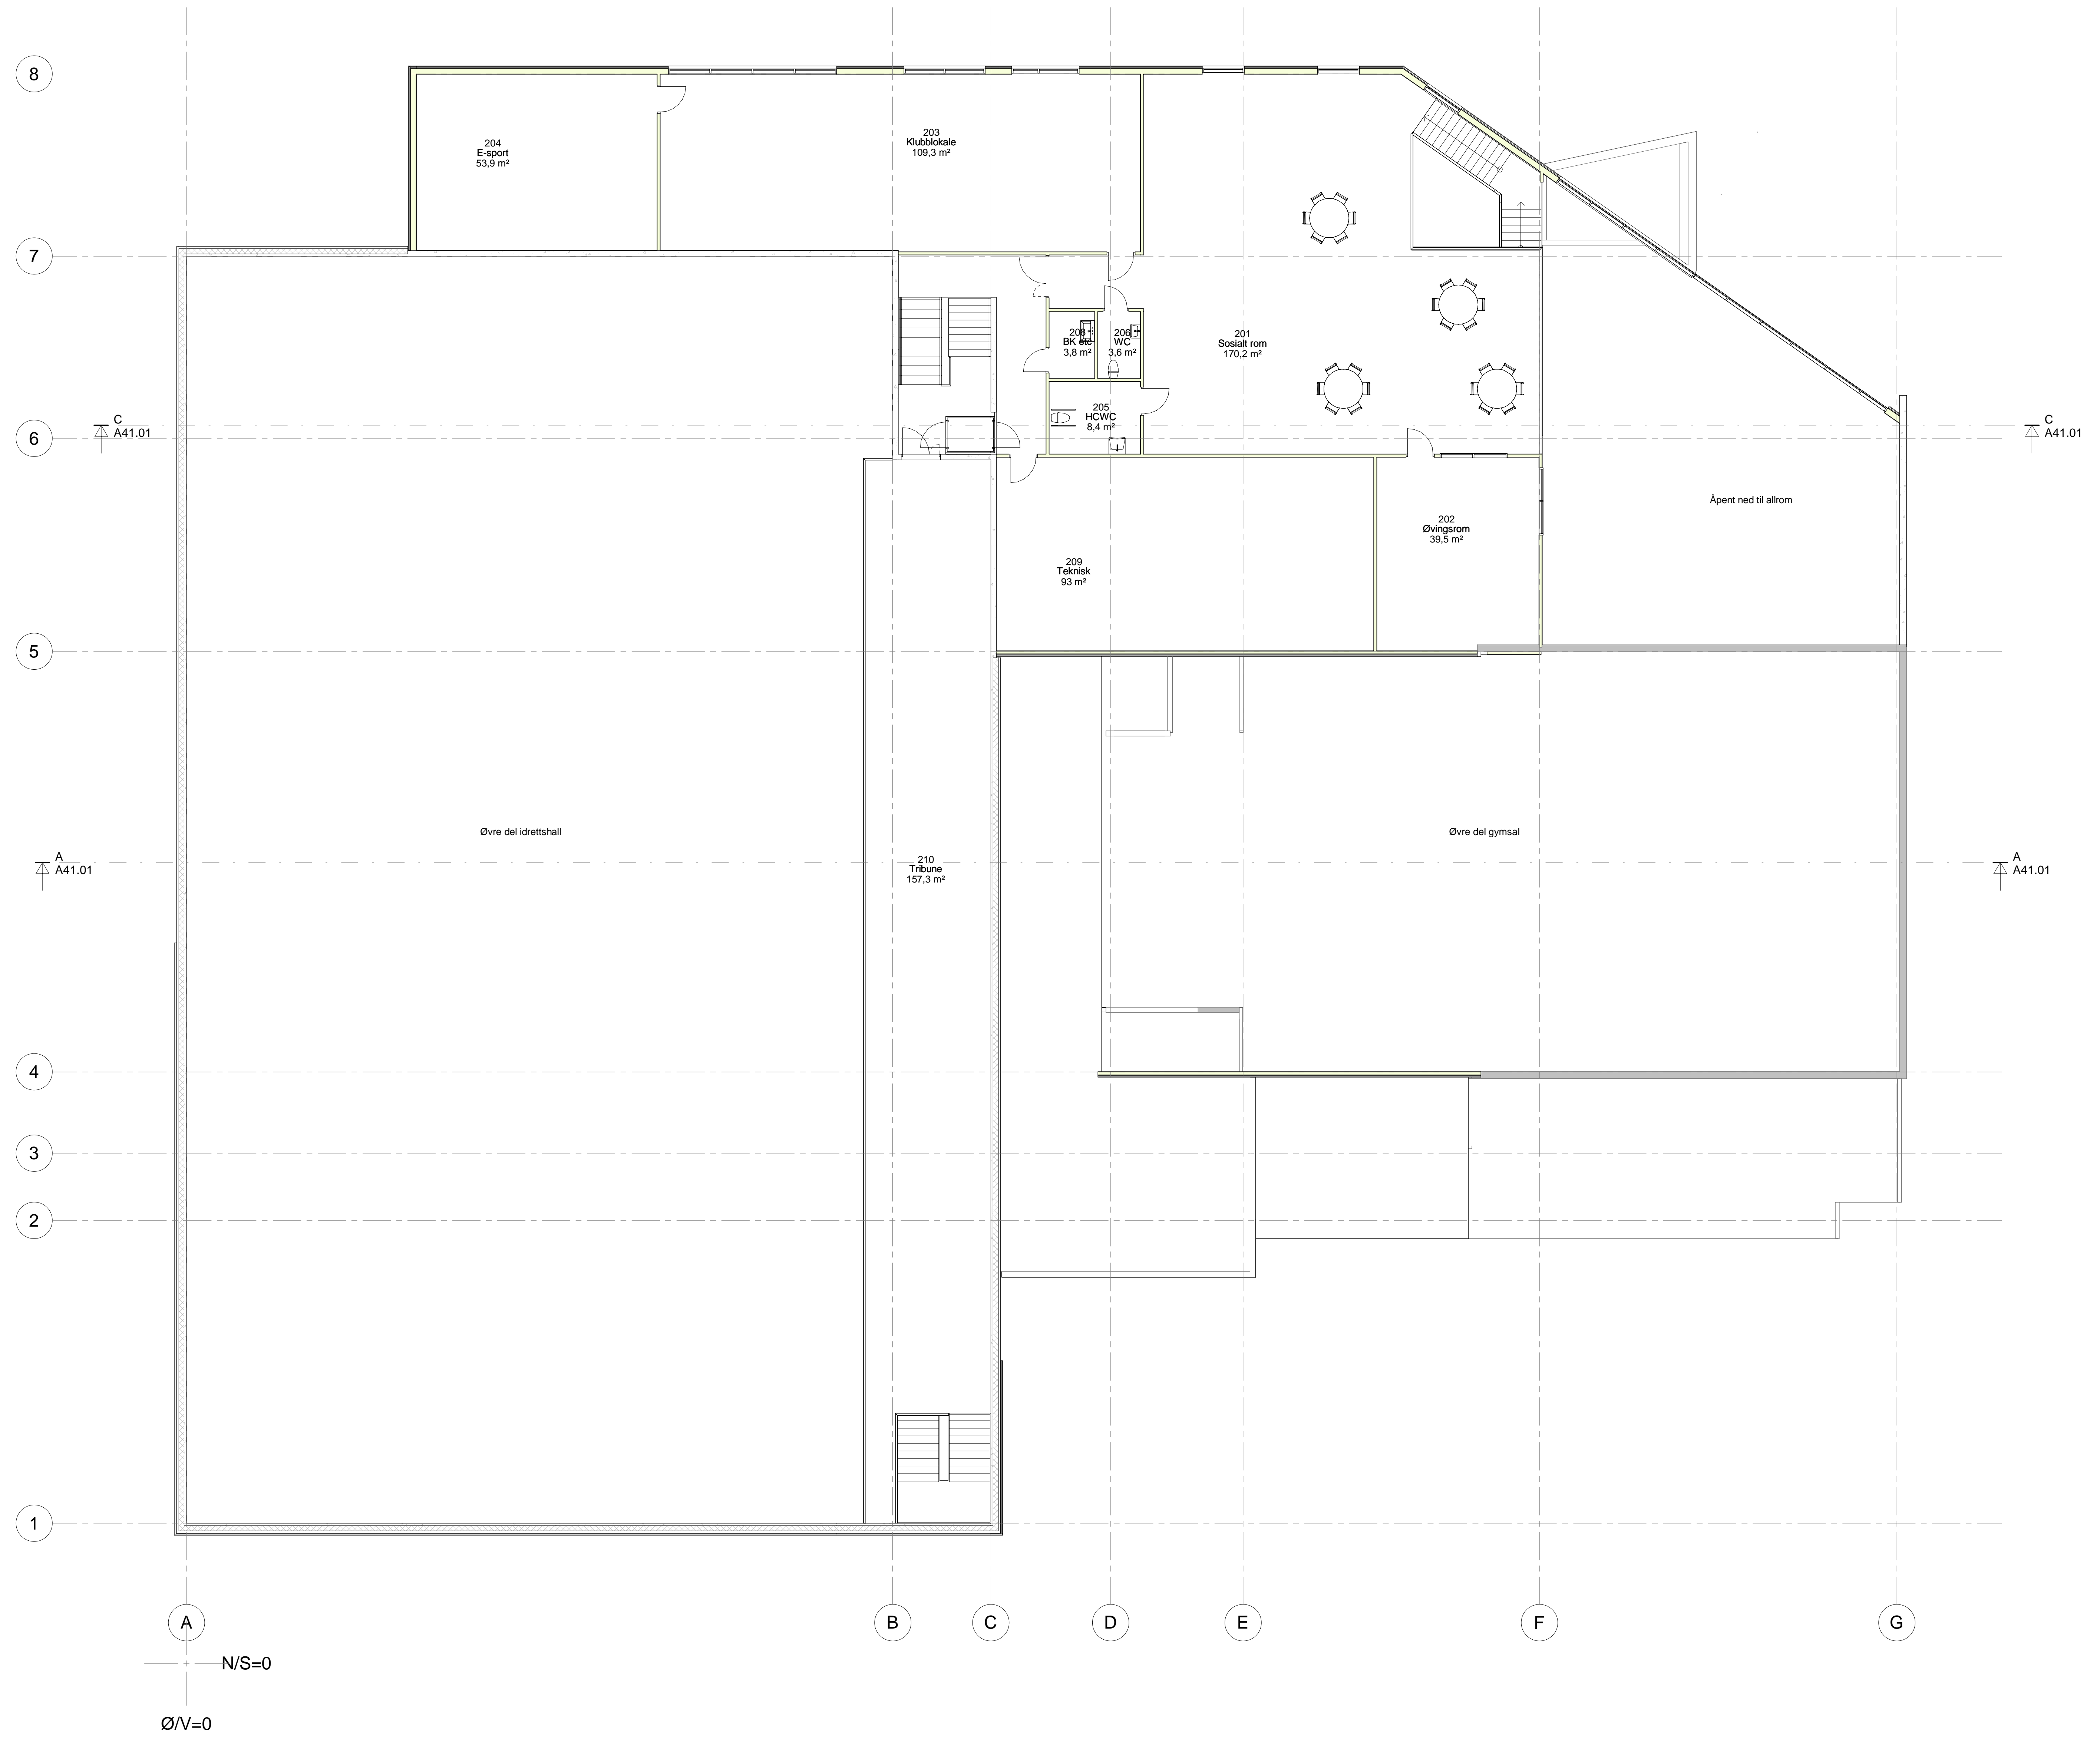 8
204
E-sport
53,9 m²
203
Klubblokale
109,3 m²
7
208
BK etc
3,8 m²
206
WC
3,6 m²
201
Sosialt rom
170,2 m²
205
HCWC
8,4 m²
C
A41.01
C
A41.01
6
Åpent ned til allrom
202
Øvingsrom
39,5 m²
209
Teknisk
93 m²
5
Øvre del idrettshall
Øvre del gymsal
A
A41.01
210
Tribune
157,3 m²
A
A41.01
4
3
2
1
A
B
C
D
E
F
G
N/S=0
Ø/V=0